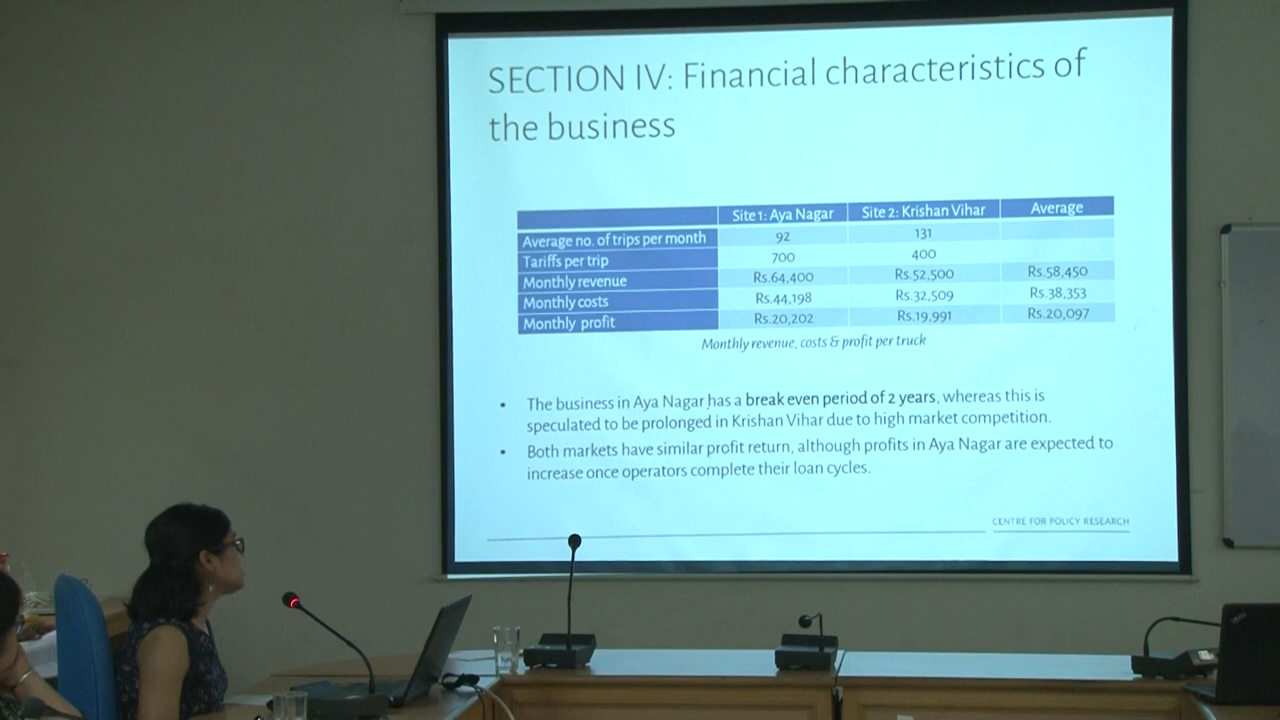 SECTION IV: Financial characteristics of
the business
Site 1: Aya Nagar Site 2: Krishan Vihar Average
Average no. of trips per month 92 131
Tariffs per trip 700 400
Monthly revenue Rs.64,400 Rs.52,500 Rs.58,450
Monthly costs Rs.44,198 Rs.32,509 Rs.38,353
Monthly profit Rs.20,202 Rs.19,991 Rs.20,097
Monthly revenue, costs & profit per truck
• The business in Aya Nagar has a break even period of 2 years, whereas this is
speculated to be prolonged in Krishan Vihar due to high market competition.
• Both markets have similar profit return, although profits in Aya Nagar are expected to
increase once operators complete their loan cycles.
CENTRE FOR POLICY RESEARCH